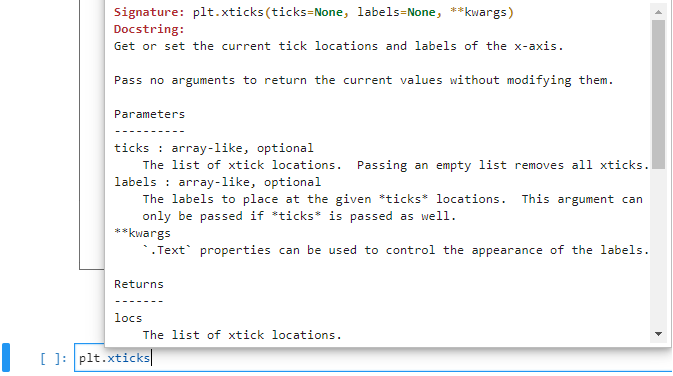 Signature: plt.xticks(ticks=None, labels=None, **kwargs)
Docstring:
Get or set the current tick locations and labels of the x-axis.
Pass no arguments to return the current values without modifying them.
Parameters
----------
ticks : array-like, optional
    The list of xtick locations.  Passing an empty list removes all xticks.
labels : array-like, optional
    The labels to place at the given *ticks* locations.  This argument can
    only be passed if *ticks* is passed as well.
**kwargs
    `.Text` properties can be used to control the appearance of the labels.
Returns
-------
locs
    The list of xtick locations.
[ ]: plt.xticks